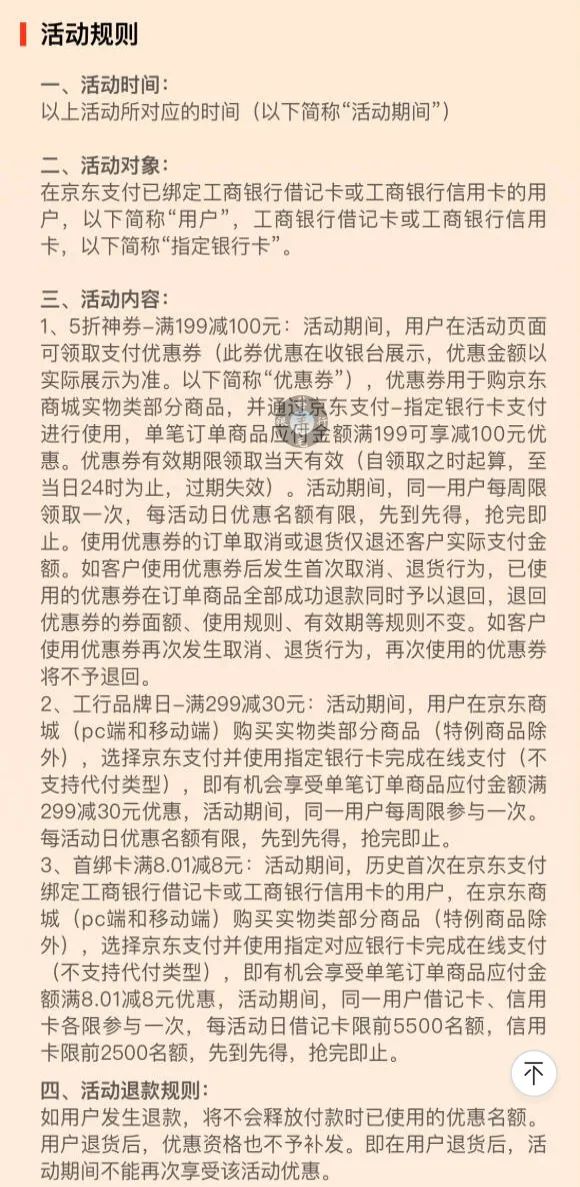 活动规则
一、活动时间：
以上活动所对应的时间（以下简称“活动期间”）
二、活动对象：
在京东支付已绑定工商银行借记卡或工商银行信用卡的用
户，以下简称“用户”，工商银行借记卡或工商银行信用
卡，以下简称“指定银行卡”。
三、活动内容：
1、5折神券-满199减100元：活动期间，用户在活动页面
可领取支付优惠券（此券优惠在收银台展示，优惠金额以
实际展示为准。以下简称“优惠券”），优惠券用于购京东
商城实物类部分商品，并通过京东支付-指定银行卡支付
进行使用，单笔订单商品应付金额满199可享减100元优
惠。优惠券有效期限领取当天有效（自领取之时起算，至
当日24时为止，过期失效）。活动期间，同一用户每周限
领取一次，每活动日优惠名额有限，先到先得，抢完即
止。使用优惠券的订单取消或退货仅退还客户实际支付金
额。如客户使用优惠券后发生首次取消、退货行为，已使
用的优惠券在订单商品全部成功退款同时予以退回，退回
优惠券的券面额、使用规则、有效期等规则不变。如客户
使用优惠券再次发生取消、退货行为，再次使用的优惠券
将不予退回。
2、工行品牌日-满299减30元：活动期间，用户在京东商
城（pc端和移动端）购买实物类部分商品（特例商品除
外），选择京东支付并使用指定银行卡完成在线支付（不
支持代付类型），即有机会享受单笔订单商品应付金额满
299减30元优惠，活动期间，同一用户每周限参与一次。
每活动日优惠名额有限，先到先得，抢完即止。
3、首绑卡满8.01减8元：活动期间，历史首次在京东支付
绑定工商银行借记卡或工商银行信用卡的用户，在京东商
城（pc端和移动端）购买实物类部分商品（特例商品除
外），选择京东支付并使用指定对应银行卡完成在线支付
（不支持代付类型），即有机会享受单笔订单商品应付金
额满8.01减8元优惠，活动期间，同一用户借记卡、信用
卡各限参与一次，每活动日借记卡限前5500名额，信用
卡限前2500名额，先到先得，抢完即止。
四、活动退款规则：
如用户发生退款，将不会释放付款时已使用的优惠名额。
用户退货后，优惠资格也不予补发。即在用户退货后，活
动期间不能再次享受该活动优惠。